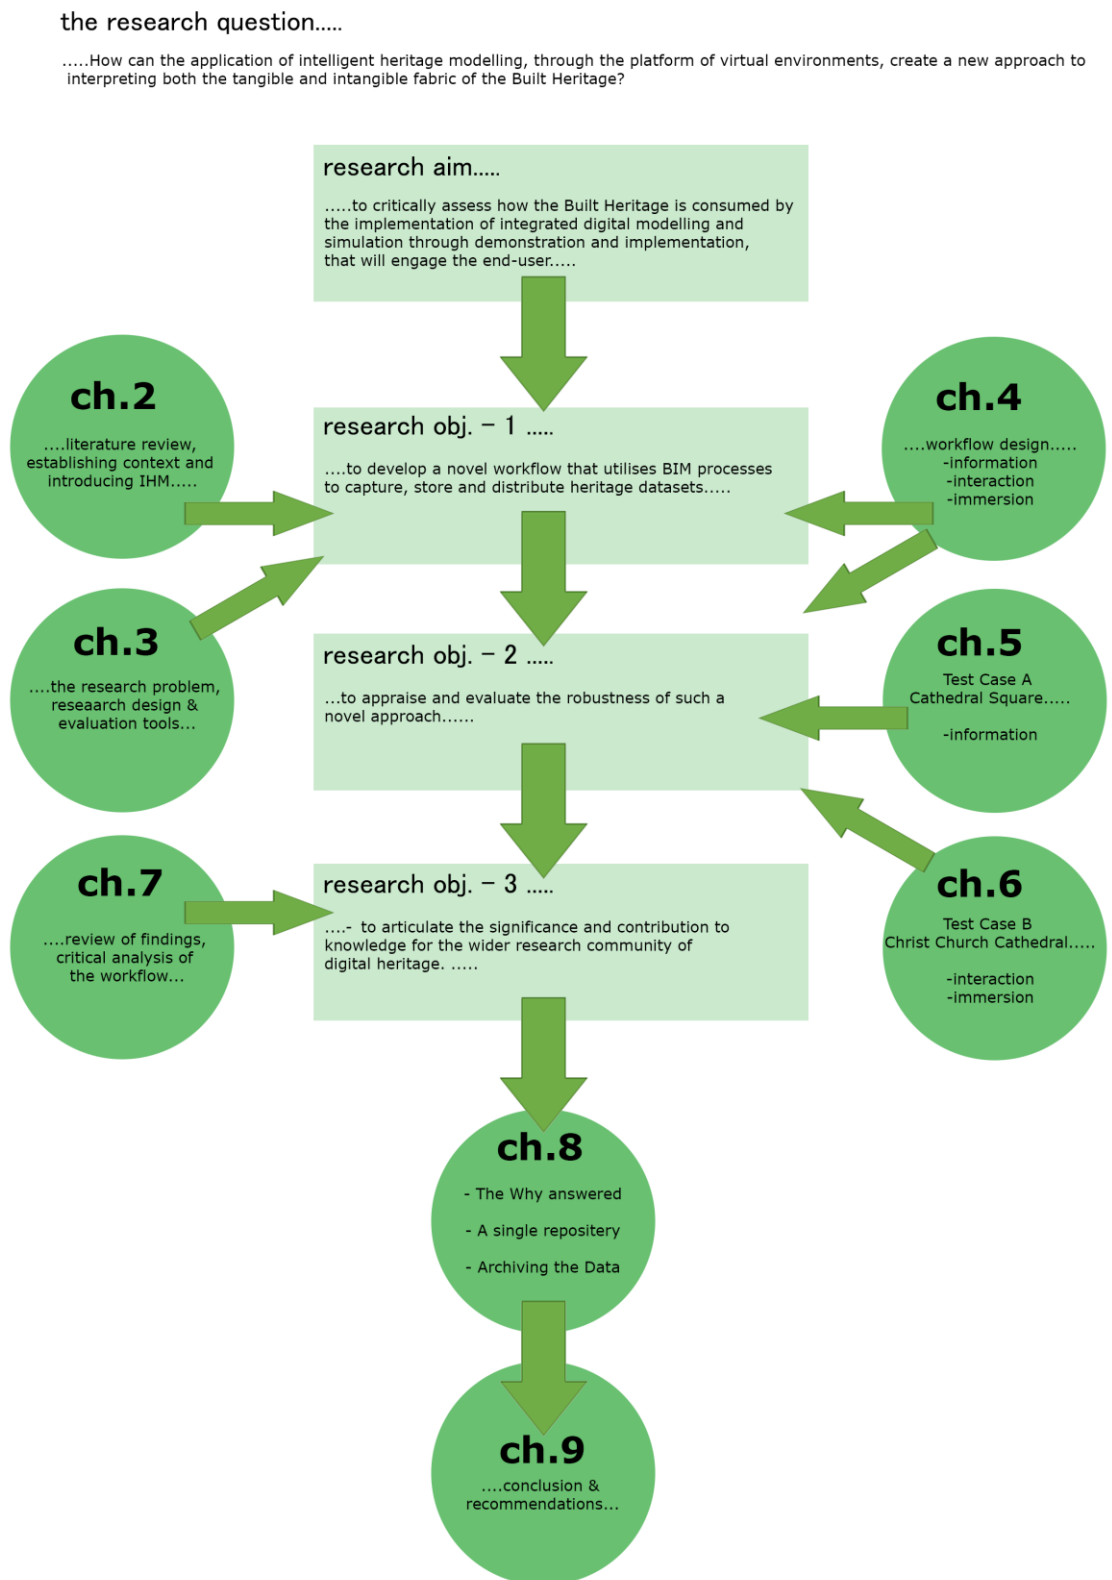 the research question.....
.....How can the application of intelligent heritage modelling, through the platform of virtual environments, create a new approach to
interpreting both the tangible and intangible fabric of the Built Heritage?
research aim.....
.....to critically assess how the Built Heritage is consumed by
the implementation of integrated digital modelling and
simulation through demonstration and implementation,
that will engage the end-user.....
ch.2
....literature review,
establishing context and
introducing IHM.....
research obj. - 1 .....
....to develop a novel workflow that utilises BIM processes
to capture, store and distribute heritage datasets.....
ch.4
....workflow design.....
-information
-interaction
-immersion
ch.3
....the research problem,
reseaarch design &
evaluation tools...
research obj. - 2 .....
...to appraise and evaluate the robustness of such a
novel approach......
ch.5
Test Case A
Cathedral Square.....
-information
ch.7
....review of findings,
critical analysis of
the workflow...
research obj. - 3 .....
....- to articulate the significance and contribution to
knowledge for the wider research community of
digital heritage. .....
ch.6
Test Case B
Christ Church Cathedral.....
-interaction
-immersion
ch.8
- The Why answered
- A single repositery
- Archiving the Data
ch.9
....conclusion &
recommendations...